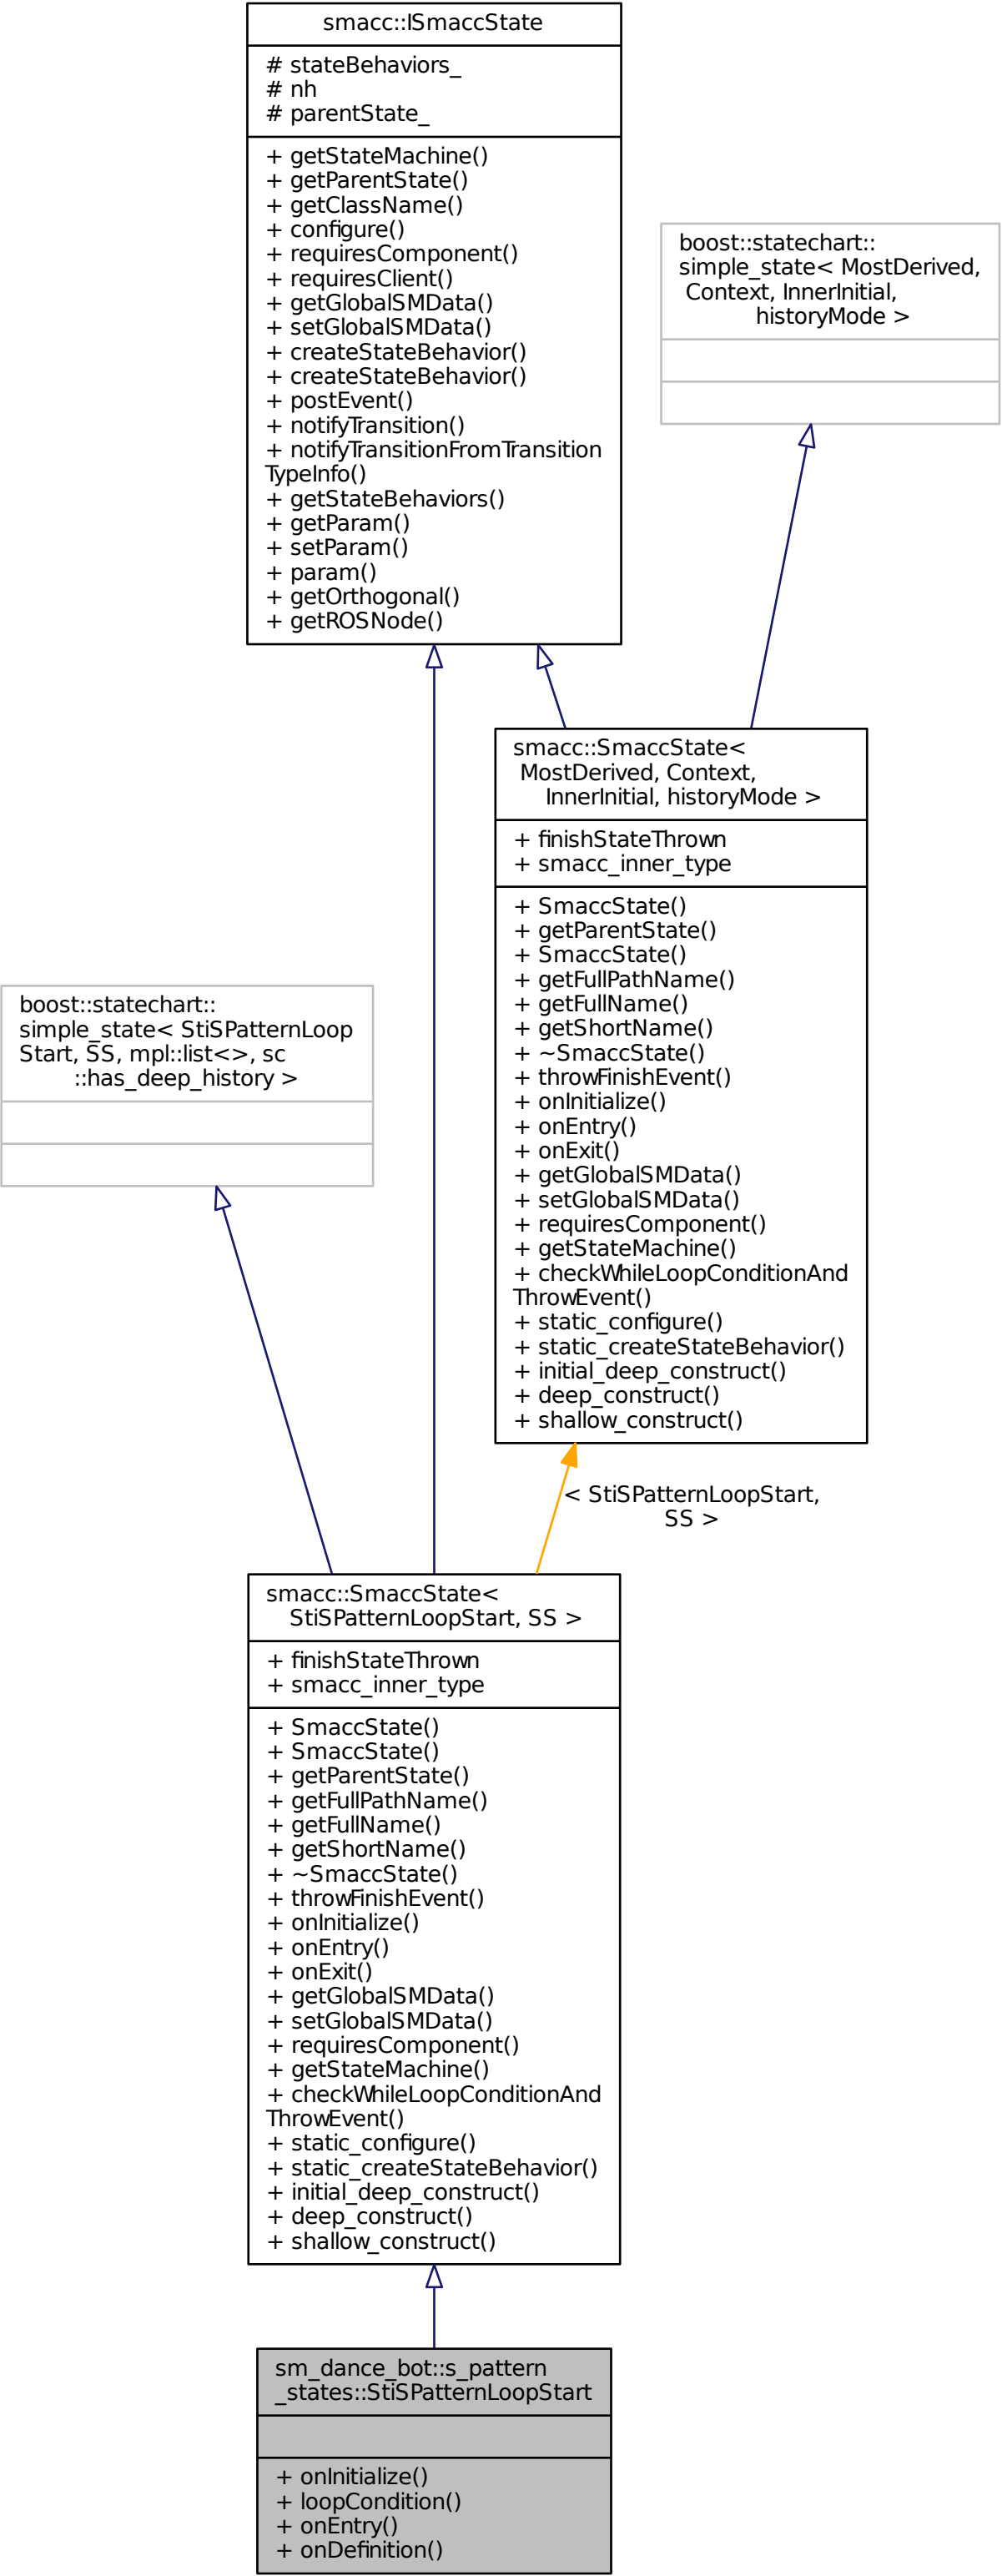 smacc::ISmaccState
# stateBehaviors_
# nh
# parentState_
+ getStateMachine()
+ getParentState()
+ getClassName()
+ configure()
+ requiresComponent()
+ requiresClient()
+ getGlobalSMData()
+ setGlobalSMData()
+ createStateBehavior()
+ createStateBehavior()
+ postEvent()
+ notifyTransition()
+ notifyTransitionFromTransition
TypeInfo()
+ getStateBehaviors()
+ getParam()
+ setParam()
+ param()
+ getOrthogonal()
+ getROSNode()
boost::statechart::
simple_state< MostDerived,
Context, InnerInitial,
historyMode >
smacc::SmaccState<
MostDerived, Context,
InnerInitial, historyMode >
+ finishStateThrown
+ smacc_inner_type
+ SmaccState()
+ getParentState()
+ SmaccState()
+ getFullPathName()
+ getFullName()
+ getShortName()
+ ~SmaccState()
+ throwFinishEvent()
+ onInitialize()
+ onEntry()
+ onExit()
+ getGlobalSMData()
+ setGlobalSMData()
+ requiresComponent()
+ getStateMachine()
+ checkWhileLoopConditionAnd
ThrowEvent()
+ static_configure()
+ static_createStateBehavior()
+ initial_deep_construct()
+ deep_construct()
+ shallow_construct()
boost::statechart::
simple_state< StiSPatternLoop
Start, SS, mpl::list<>, sc
::has_deep_history >
< StiSPatternLoopStart,
SS >
smacc::SmaccState<
StiSPatternLoopStart, SS >
+ finishStateThrown
+ smacc_inner_type
+ SmaccState()
+ SmaccState()
+ getParentState()
+ getFullPathName()
+ getFullName()
+ getShortName()
+ ~SmaccState()
+ throwFinishEvent()
+ onInitialize()
+ onEntry()
+ onExit()
+ getGlobalSMData()
+ setGlobalSMData()
+ requiresComponent()
+ getStateMachine()
+ checkWhileLoopConditionAnd
ThrowEvent()
+ static_configure()
+ static_createStateBehavior()
+ initial_deep_construct()
+ deep_construct()
+ shallow_construct()
sm_dance_bot::s_pattern
_states::StiSPatternLoopStart
+ onInitialize()
+ loopCondition()
+ onEntry()
+ onDefinition()